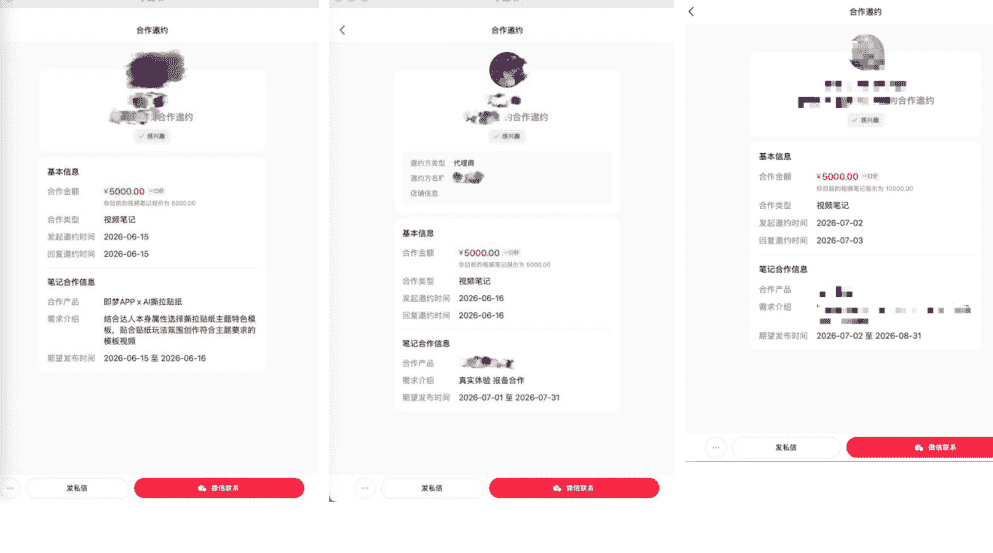 合作邀约
合作邀约
✓ 感兴趣
基本信息
合作金额 ¥5000.00 一口价
你目前的视频笔记报价为 5000.00
合作类型 视频笔记
发起邀约时间 2026-06-15
回复邀约时间 2026-06-15
笔记合作信息
合作产品 即梦APP x AI撕拉贴纸
需求介绍 结合达人本身属性选择撕拉贴纸主题特色模
板，贴合贴纸玩法氛围创作符合主题要求的
模板视频
期望发布时间 2026-06-15 至 2026-06-16
发私信
微信联系
合作邀约
的合作邀约
✓ 感兴趣
邀约方类型 代理商
邀约方名称
店铺信息
基本信息
合作金额 ¥5000.00 一口价
你目前的视频笔记报价为 5000.00
合作类型 视频笔记
发起邀约时间 2026-06-16
回复邀约时间 2026-06-16
笔记合作信息
合作产品
需求介绍 真实体验 报备合作
期望发布时间 2026-07-01 至 2026-07-31
发私信
微信联系
合作邀约
的合作邀约
✓ 感兴趣
基本信息
合作金额 ¥5000.00 一口价
你目前的视频笔记报价为 10000.00
合作类型 视频笔记
发起邀约时间 2026-07-02
回复邀约时间 2026-07-03
笔记合作信息
合作产品
需求介绍
期望发布时间 2026-07-02 至 2026-08-31
发私信
微信联系